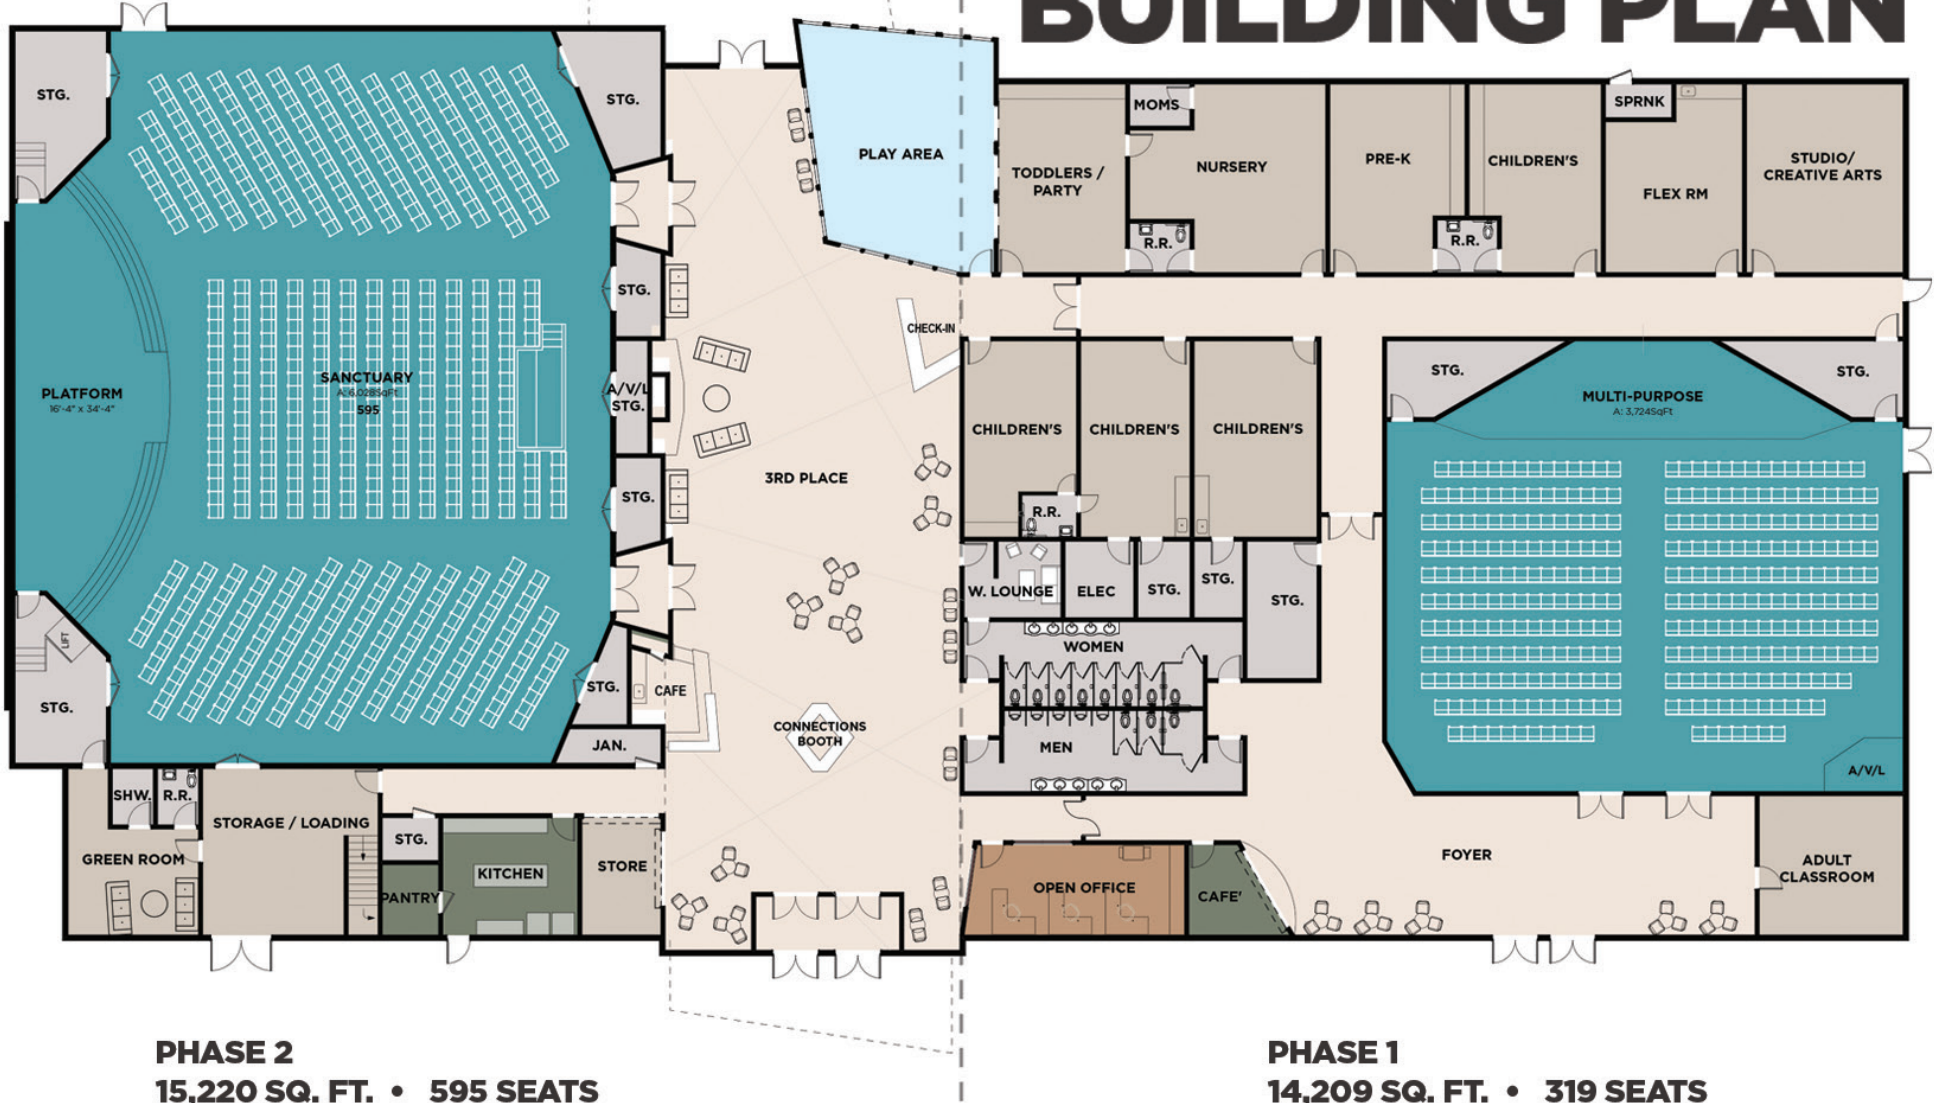 BUILDING PLAN
STG.
STG.
PLAY AREA
TODDLERS /
PARTY
MOMS
NURSERY
R.R.
PRE-K
R.R.
CHILDREN'S
SPRNK
FLEX RM
STUDIO/
CREATIVE ARTS
PLATFORM
16'-4" x 34'-4"
SANCTUARY
A: 6,028SqFt
595
STG.
A/V/L
STG.
STG.
CHECK-IN
3RD PLACE
CHILDREN'S
CHILDREN'S
CHILDREN'S
R.R.
STG.
STG.
MULTI-PURPOSE
A: 3,724SqFt
W. LOUNGE
ELEC
STG.
STG.
STG.
WOMEN
MEN
LIFT
STG.
STG.
CAFE
JAN.
CONNECTIONS
BOOTH
A/V/L
SHW.
R.R.
GREEN ROOM
STORAGE / LOADING
STG.
PANTRY
KITCHEN
STORE
OPEN OFFICE
CAFE'
FOYER
ADULT
CLASSROOM
PHASE 2
15,220 SQ. FT. • 595 SEATS
PHASE 1
14,209 SQ. FT. • 319 SEATS